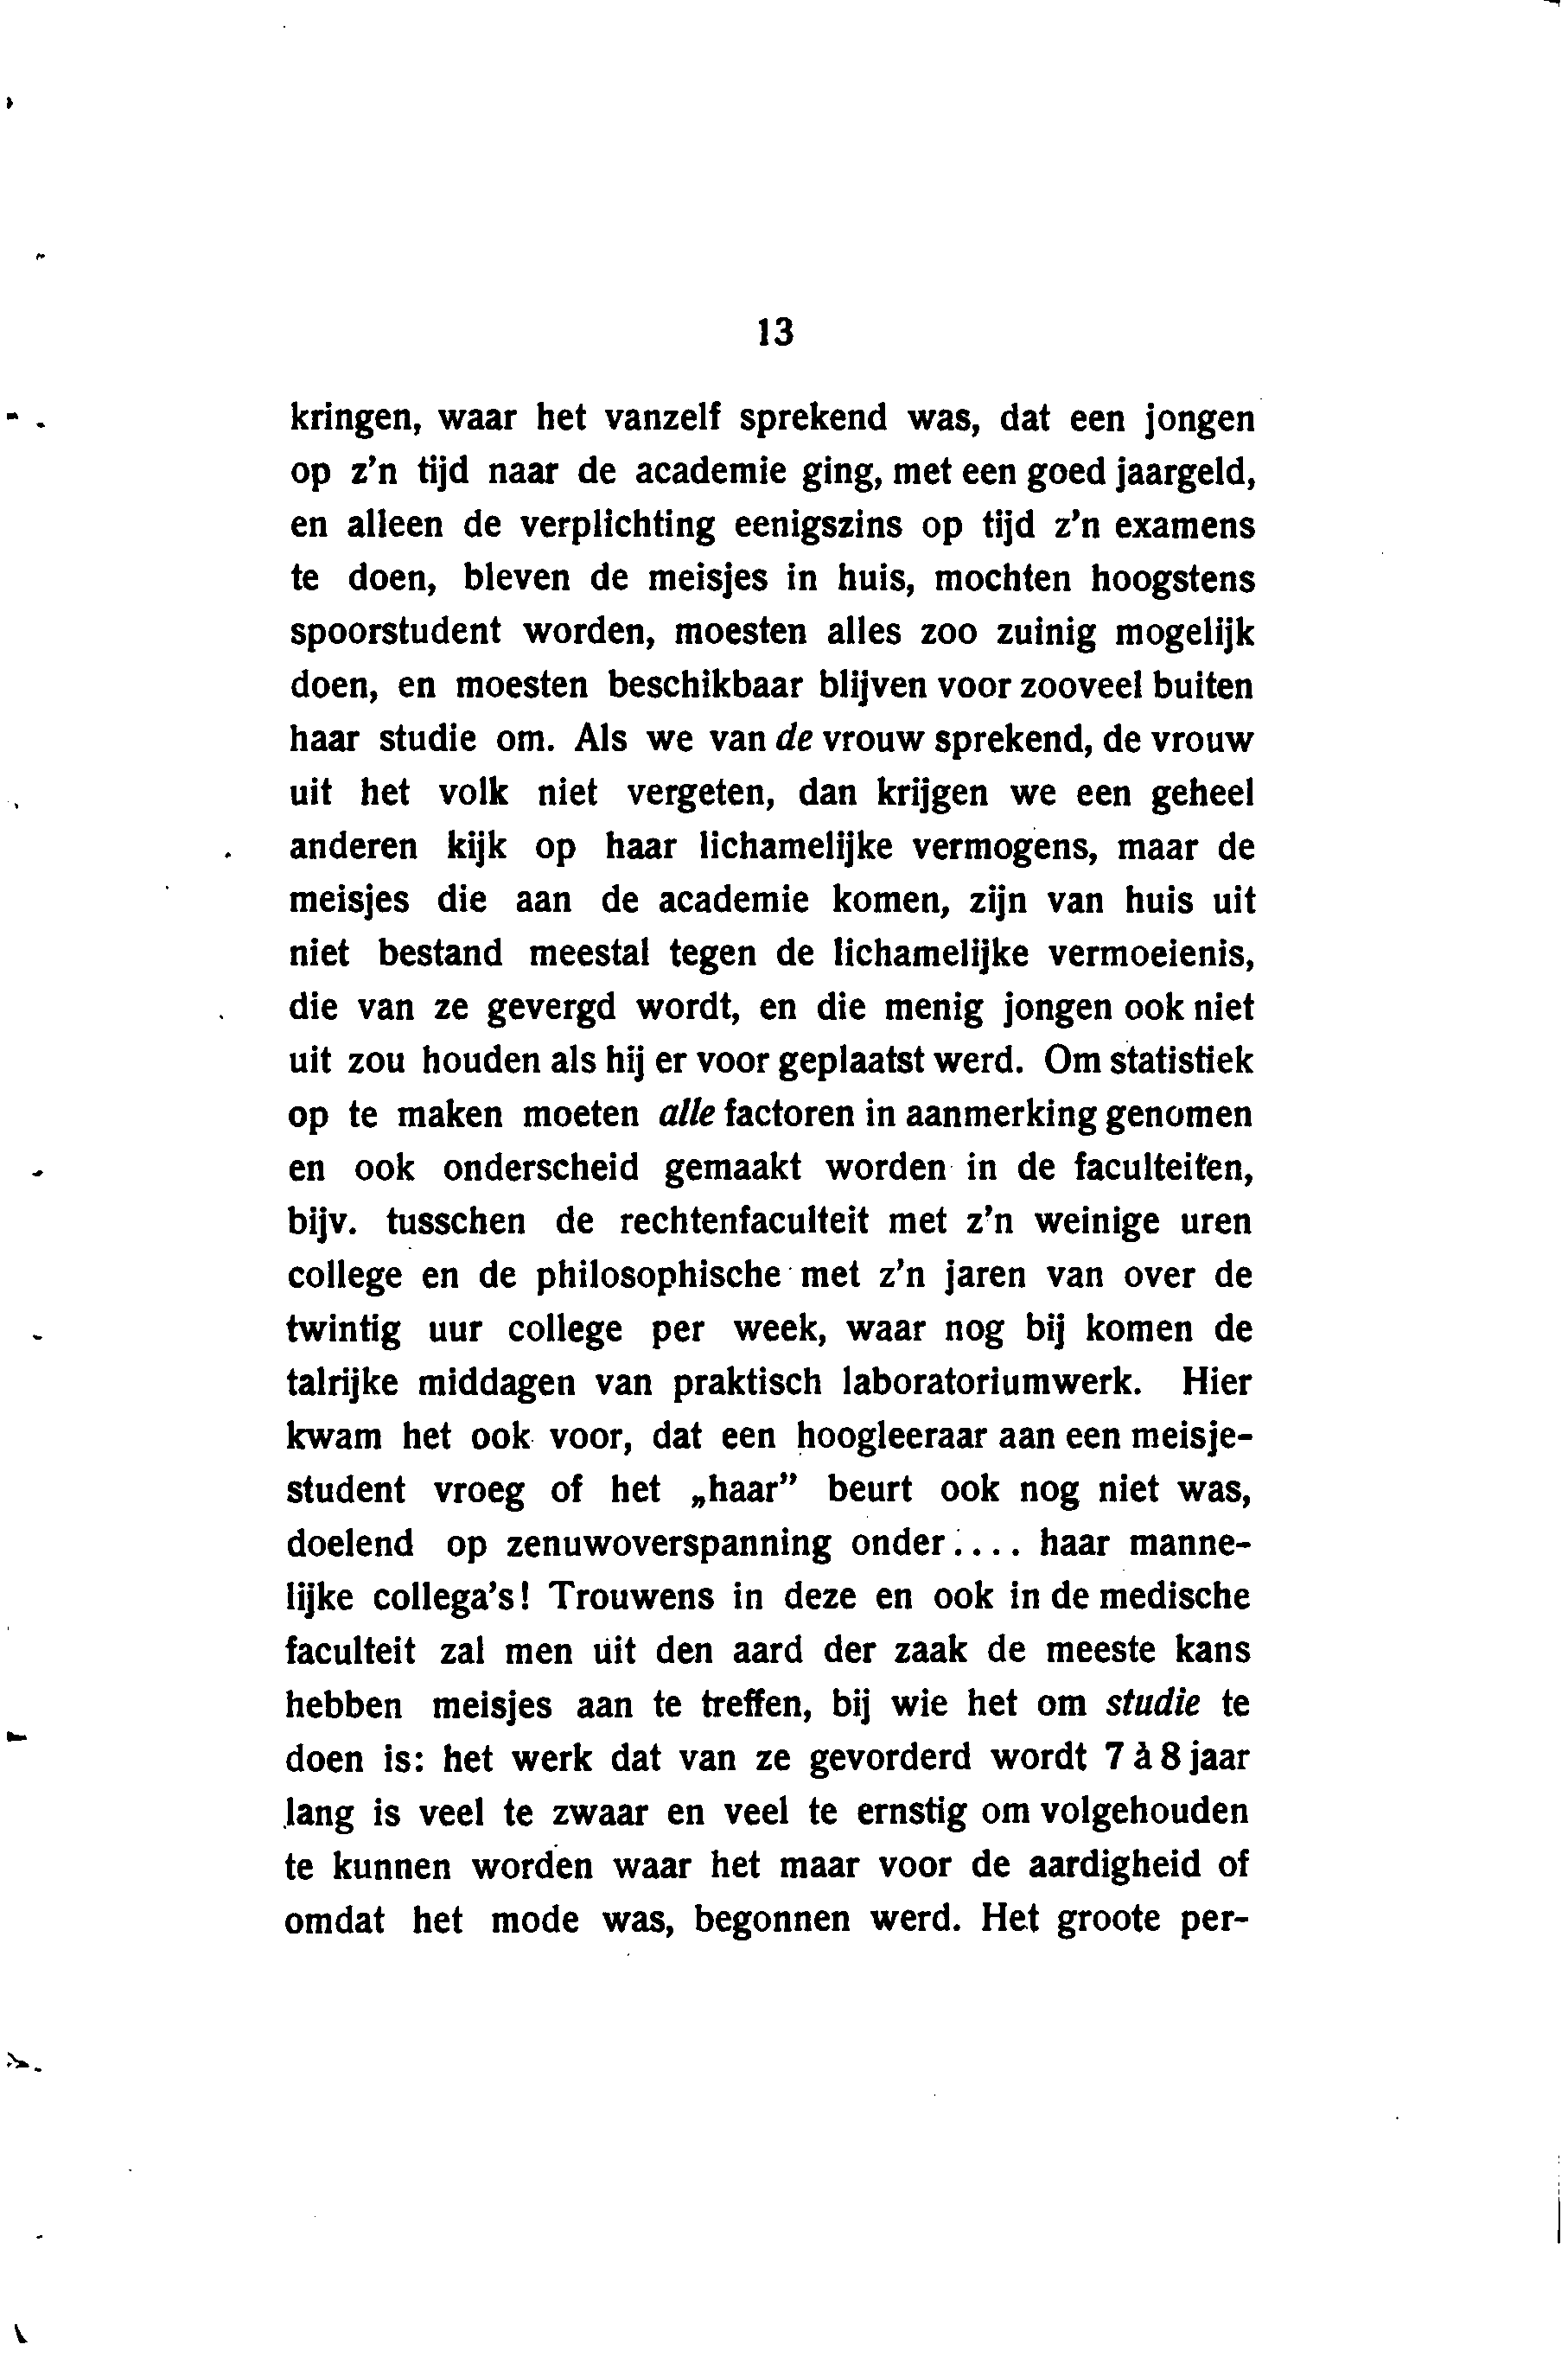 13
kringen, waar het vanzelf sprekend was, dat een jongen
op z'n tijd naar de academie ging, met een goed jaargeld,
en alleen de verplichting eenigszins op tijd z'n examens
te doen, bleven de meisjes in huis, mochten hoogstens
spoorstudent worden, moesten alles zoo zuinig mogelijk
doen, en moesten beschikbaar blijven voor zooveel buiten
haar studie om. Als we van de vrouw sprekend, de vrouw
uit het volk niet vergeten, dan krijgen we een geheel
anderen kijk op haar lichamelijke vermogens, maar de
meisjes die aan de academie komen, zijn van huis uit
niet bestand meestal tegen de lichamelijke vermoeienis,
die van ze gevergd wordt, en die menig jongen ook niet
uit zou houden als hij er voor geplaatst werd. Om statistiek
op te maken moeten alle factoren in aanmerking genomen
en ook onderscheid gemaakt worden in de faculteiten,
bijv. tusschen de rechtenfaculteit met z'n weinige uren
college en de philosophische met z'n jaren van over de
twintig uur college per week, waar nog bij komen de
talrijke middagen van praktisch laboratoriumwerk. Hier
kwam het ook voor, dat een hoogleeraar aan een meisje-
student vroeg of het „haar” beurt ook nog niet was,
doelend op zenuwoverspanning onder.... haar manne-
lijke collega's! Trouwens in deze en ook in de medische
faculteit zal men uit den aard der zaak de meeste kans
hebben meisjes aan te treffen, bij wie het om studie te
doen is: het werk dat van ze gevorderd wordt 7 à 8 jaar
lang is veel te zwaar en veel te ernstig om volgehouden
te kunnen worden waar het maar voor de aardigheid of
omdat het mode was, begonnen werd. Het groote per-